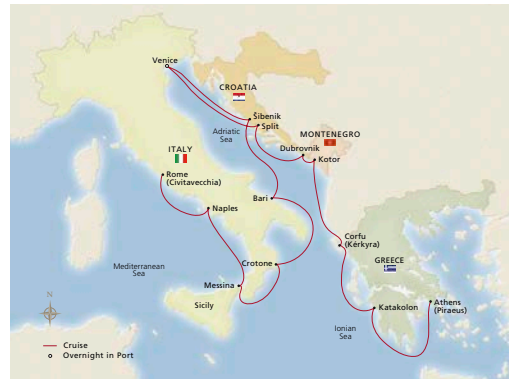 Venice
CROATIA
Šibenik
Split
Adriatic
Sea
MONTENEGRO
Dubrovnik
Kotor
ITALY
Rome
(Civitavecchia)
Naples
Bari
Corfu
(Kérkyra)
GREECE
Crotone
Mediterranean
Sea
Messina
Sicily
Katakolon
Athens
(Piraeus)
Ionian
Sea
N
Cruise
Overnight in Port